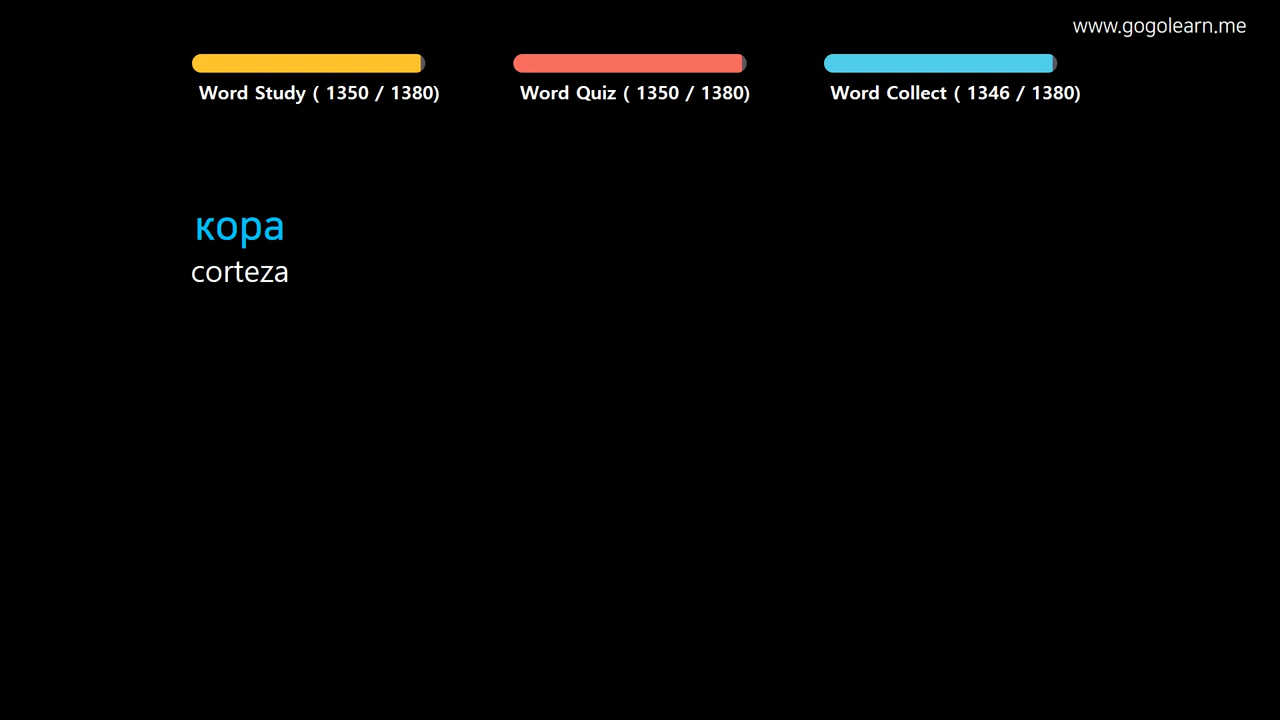 www.gogolearn.me
Word Study ( 1350 / 1380)
Word Quiz ( 1350 / 1380)
Word Collect ( 1346 / 1380)
кора
corteza